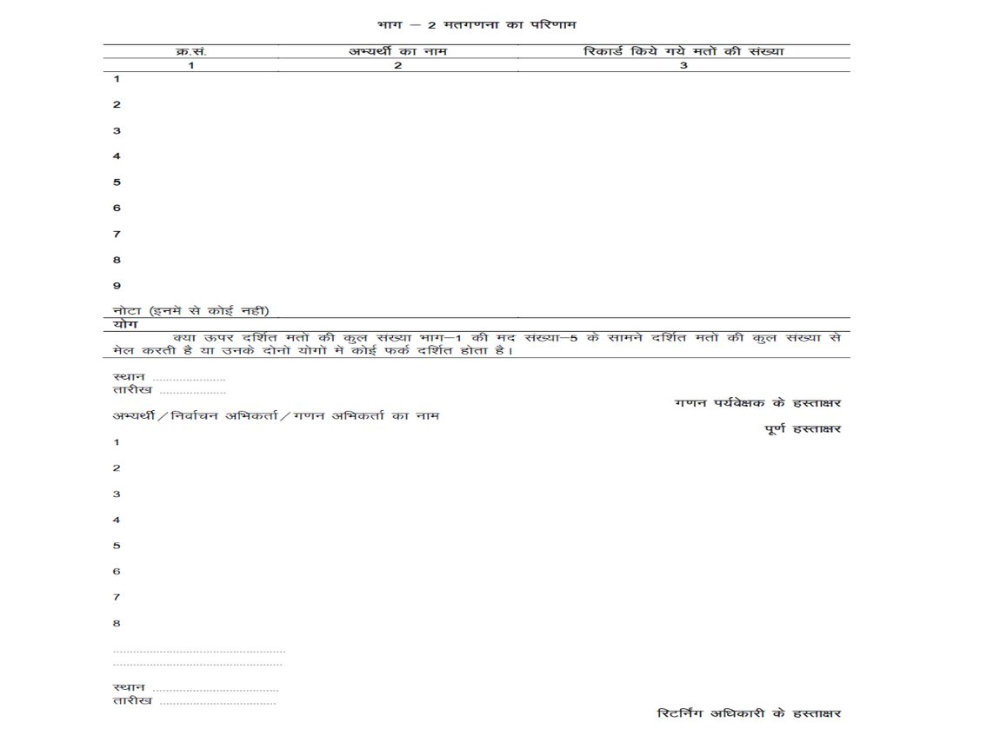 भाग – 2 मतगणना का परिणाम
क्र.सं. अभ्यर्थी का नाम रिकार्ड किये गये मतों की संख्या
1 2 3
1
2
3
4
5
6
7
8
9
नोटा (इनमें से कोई नहीं)
योग
क्या ऊपर दर्शित मतों की कुल संख्या भाग–1 की मद संख्या–5 के सामने दर्शित मतों की कुल संख्या से
मेल करती है या उनके दोनों योगों में कोई फर्क दर्शित होता है।
स्थान ......................
तारीख ....................
गणन पर्यवेक्षक के हस्ताक्षर
अभ्यर्थी/निर्वाचन अभिकर्ता/गणन अभिकर्ता का नाम
पूर्ण हस्ताक्षर
1
2
3
4
5
6
7
8
....................................................
...................................................
स्थान ......................................
तारीख ...................................
रिटर्निंग अधिकारी के हस्ताक्षर